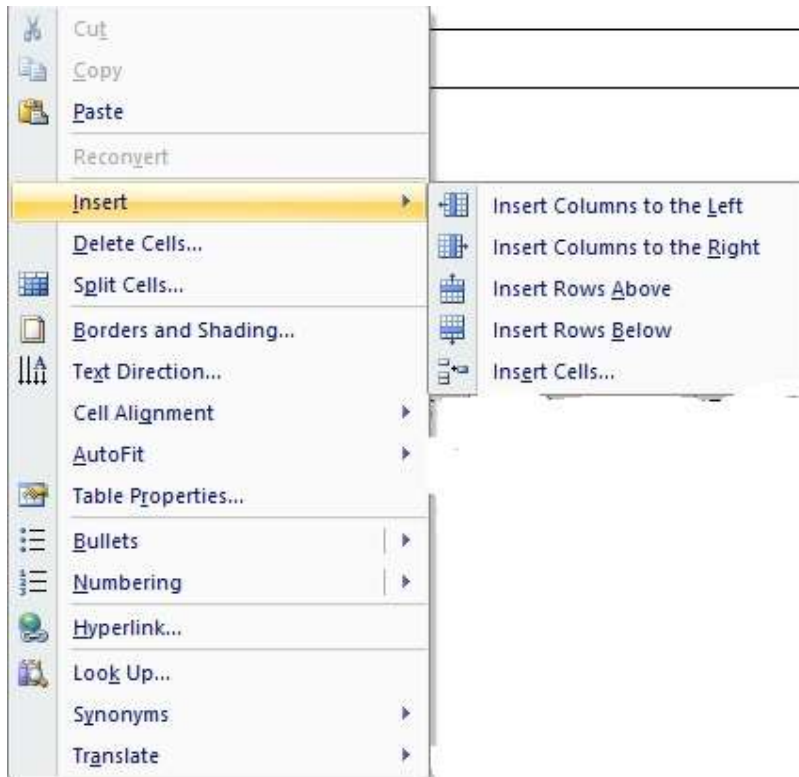 Cut
Copy
Paste
Reconvert
Insert
Delete Cells...
Split Cells...
Borders and Shading...
Text Direction...
Cell Alignment
AutoFit
Table Properties...
Bullets
Numbering
Hyperlink...
Look Up...
Synonyms
Translate
Insert Columns to the Left
Insert Columns to the Right
Insert Rows Above
Insert Rows Below
Insert Cells...